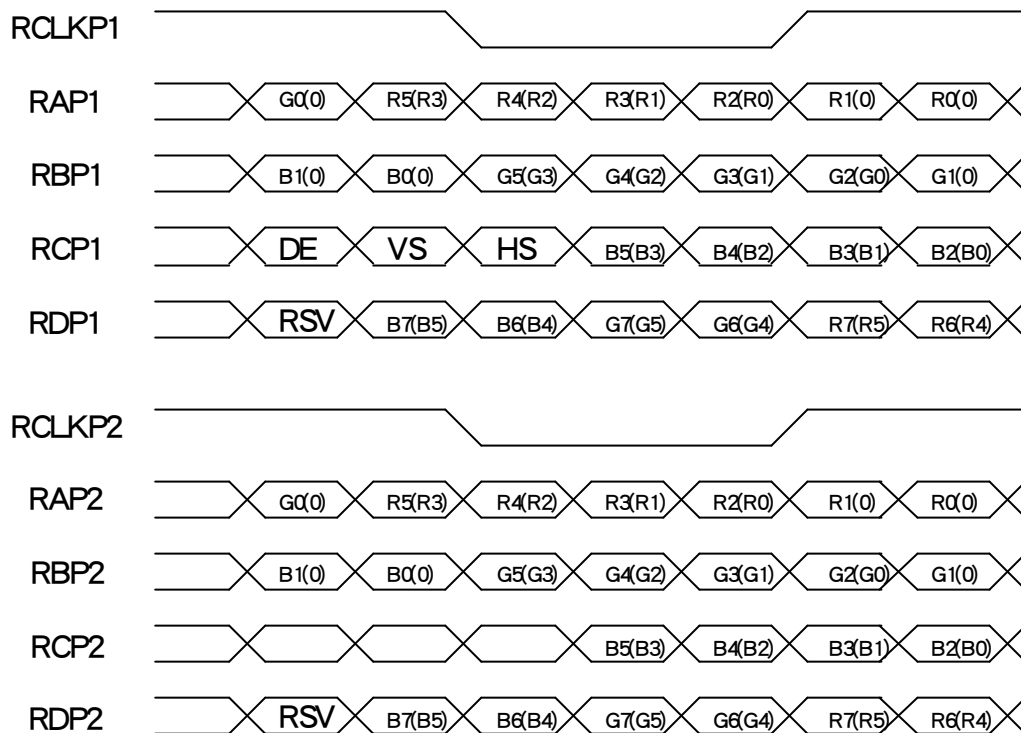 RCLKP1
RAP1 G0(0) R5(R3) R4(R2) R3(R1) R2(R0) R1(0) R0(0)
RBP1 B1(0) B0(0) G5(G3) G4(G2) G3(G1) G2(G0) G1(0)
RCP1 DE VS HS B5(B3) B4(B2) B3(B1) B2(B0)
RDP1 RSV B7(B5) B6(B4) G7(G5) G6(G4) R7(R5) R6(R4)
RCLKP2
RAP2 G0(0) R5(R3) R4(R2) R3(R1) R2(R0) R1(0) R0(0)
RBP2 B1(0) B0(0) G5(G3) G4(G2) G3(G1) G2(G0) G1(0)
RCP2 B5(B3) B4(B2) B3(B1) B2(B0)
RDP2 RSV B7(B5) B6(B4) G7(G5) G6(G4) R7(R5) R6(R4)